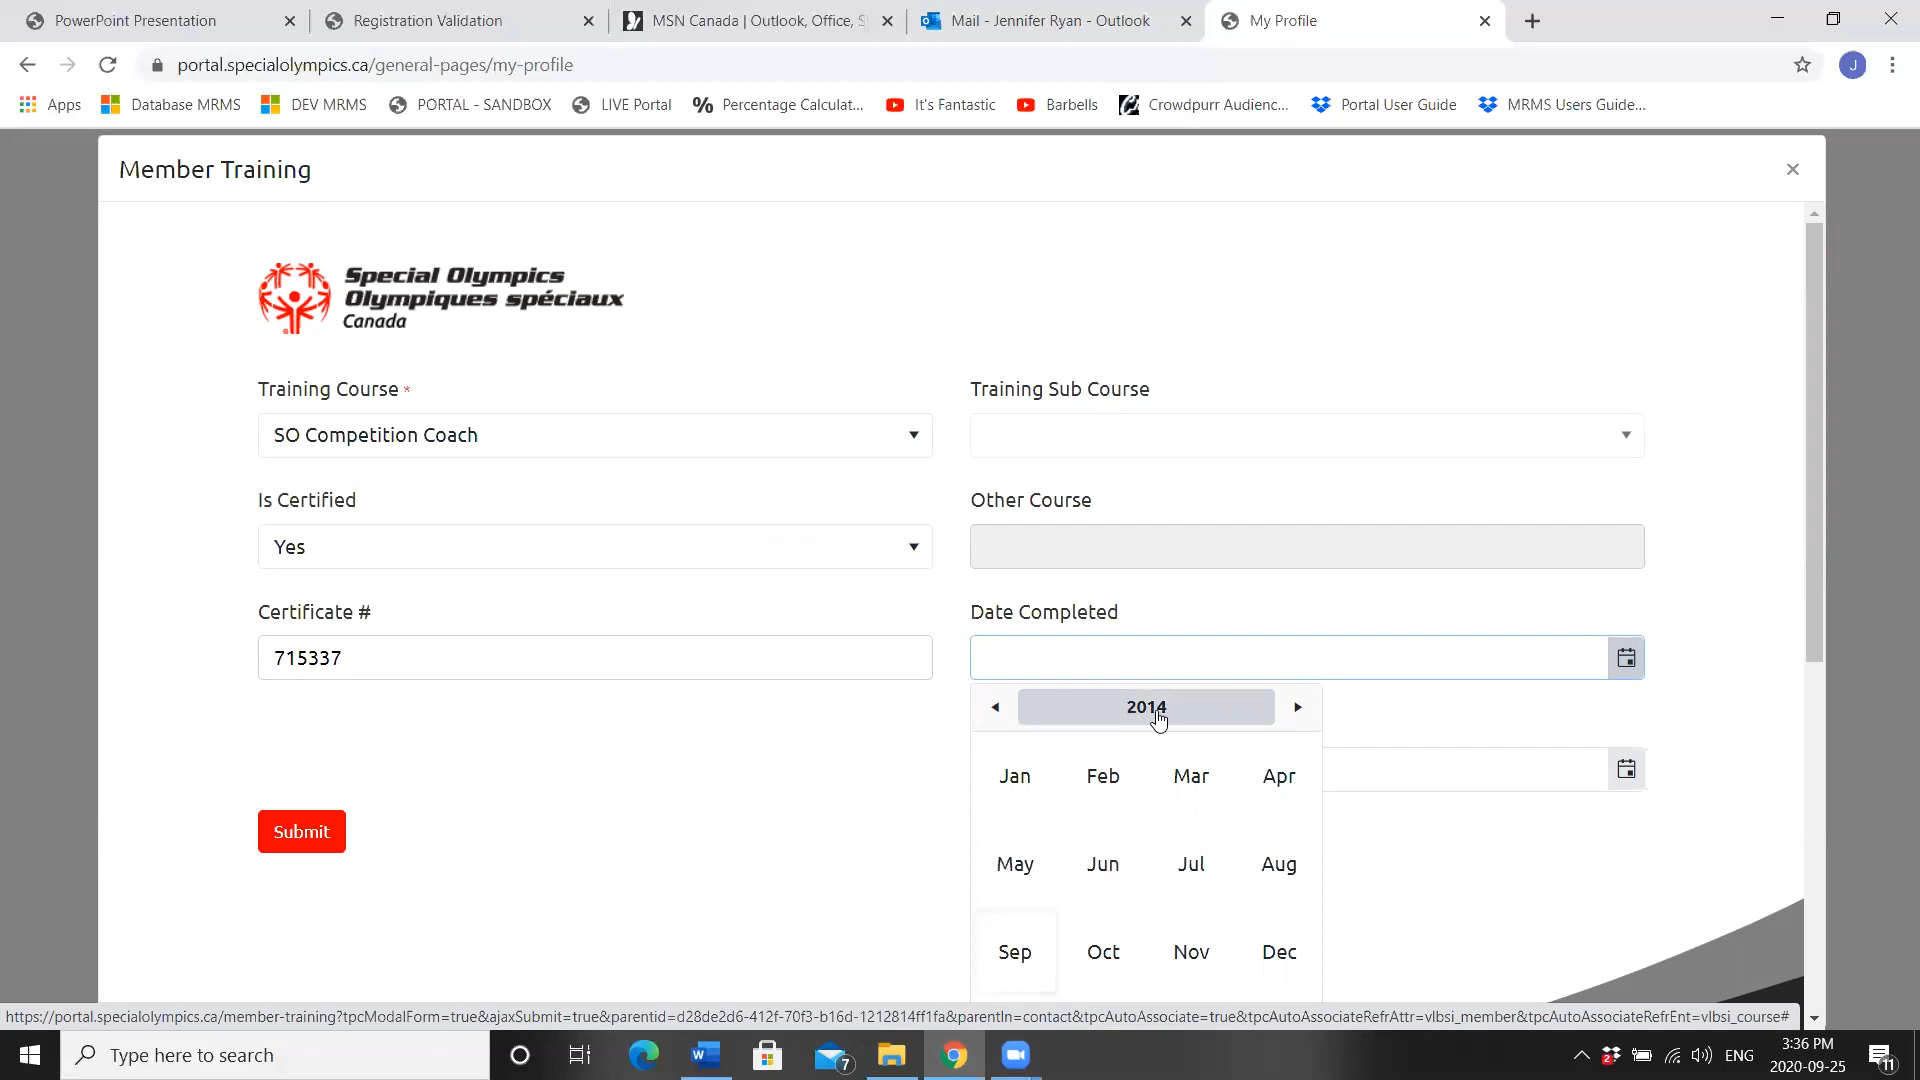 PowerPoint Presentation
Registration Validation
MSN Canada | Outlook, Office, S
Mail - Jennifer Ryan - Outlook
My Profile
portal.specialolympics.ca/general-pages/my-profile
J
Apps
Database MRMS
DEV MRMS
PORTAL - SANDBOX
LIVE Portal
Percentage Calculat...
It's Fantastic
Barbells
Crowdpurr Audienc...
Portal User Guide
MRMS Users Guide...
Member Training
Special Olympics
Olympiques spéciaux
Canada
Training Course *
Training Sub Course
SO Competition Coach
Is Certified
Other Course
Yes
Certificate #
Date Completed
715337
2014
Jan Feb Mar Apr
May Jun Jul Aug
Sep Oct Nov Dec
Submit
https://portal.specialolympics.ca/member-training?tpcModalForm=true&ajaxSubmit=true&parentid=d28de2d6-412f-70f3-b16d-1212814ff1fa&parentln=contact&tpcAutoAssociate=true&tpcAutoAssociateRefrAttr=vlbsi_member&tpcAutoAssociateRefrEnt=vlbsi_course#
Type here to search
7
2
ENG
3:36 PM
2020-09-25
11